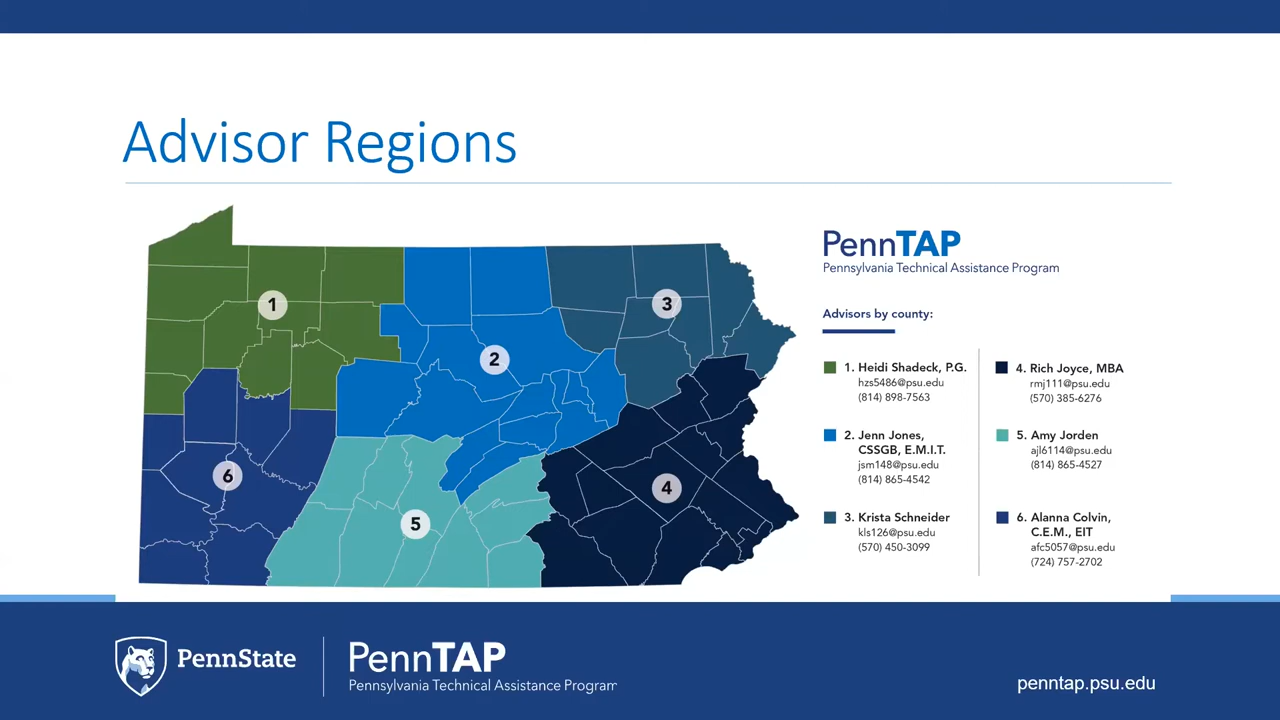 Advisor Regions
1
2
3
4
5
6
PennTAP
Pennsylvania Technical Assistance Program
Advisors by county:
1. Heidi Shadeck, P.G.
hzs5486@psu.edu
(814) 898-7563
2. Jenn Jones,
CSSGB, E.M.I.T.
jsm148@psu.edu
(814) 865-4542
3. Krista Schneider
kls126@psu.edu
(570) 450-3099
4. Rich Joyce, MBA
rmj111@psu.edu
(570) 385-6276
5. Amy Jorden
ajl6114@psu.edu
(814) 865-4527
6. Alanna Colvin,
C.E.M., EIT
afc5057@psu.edu
(724) 757-2702
PennState
PennTAP
Pennsylvania Technical Assistance Program
penntap.psu.edu